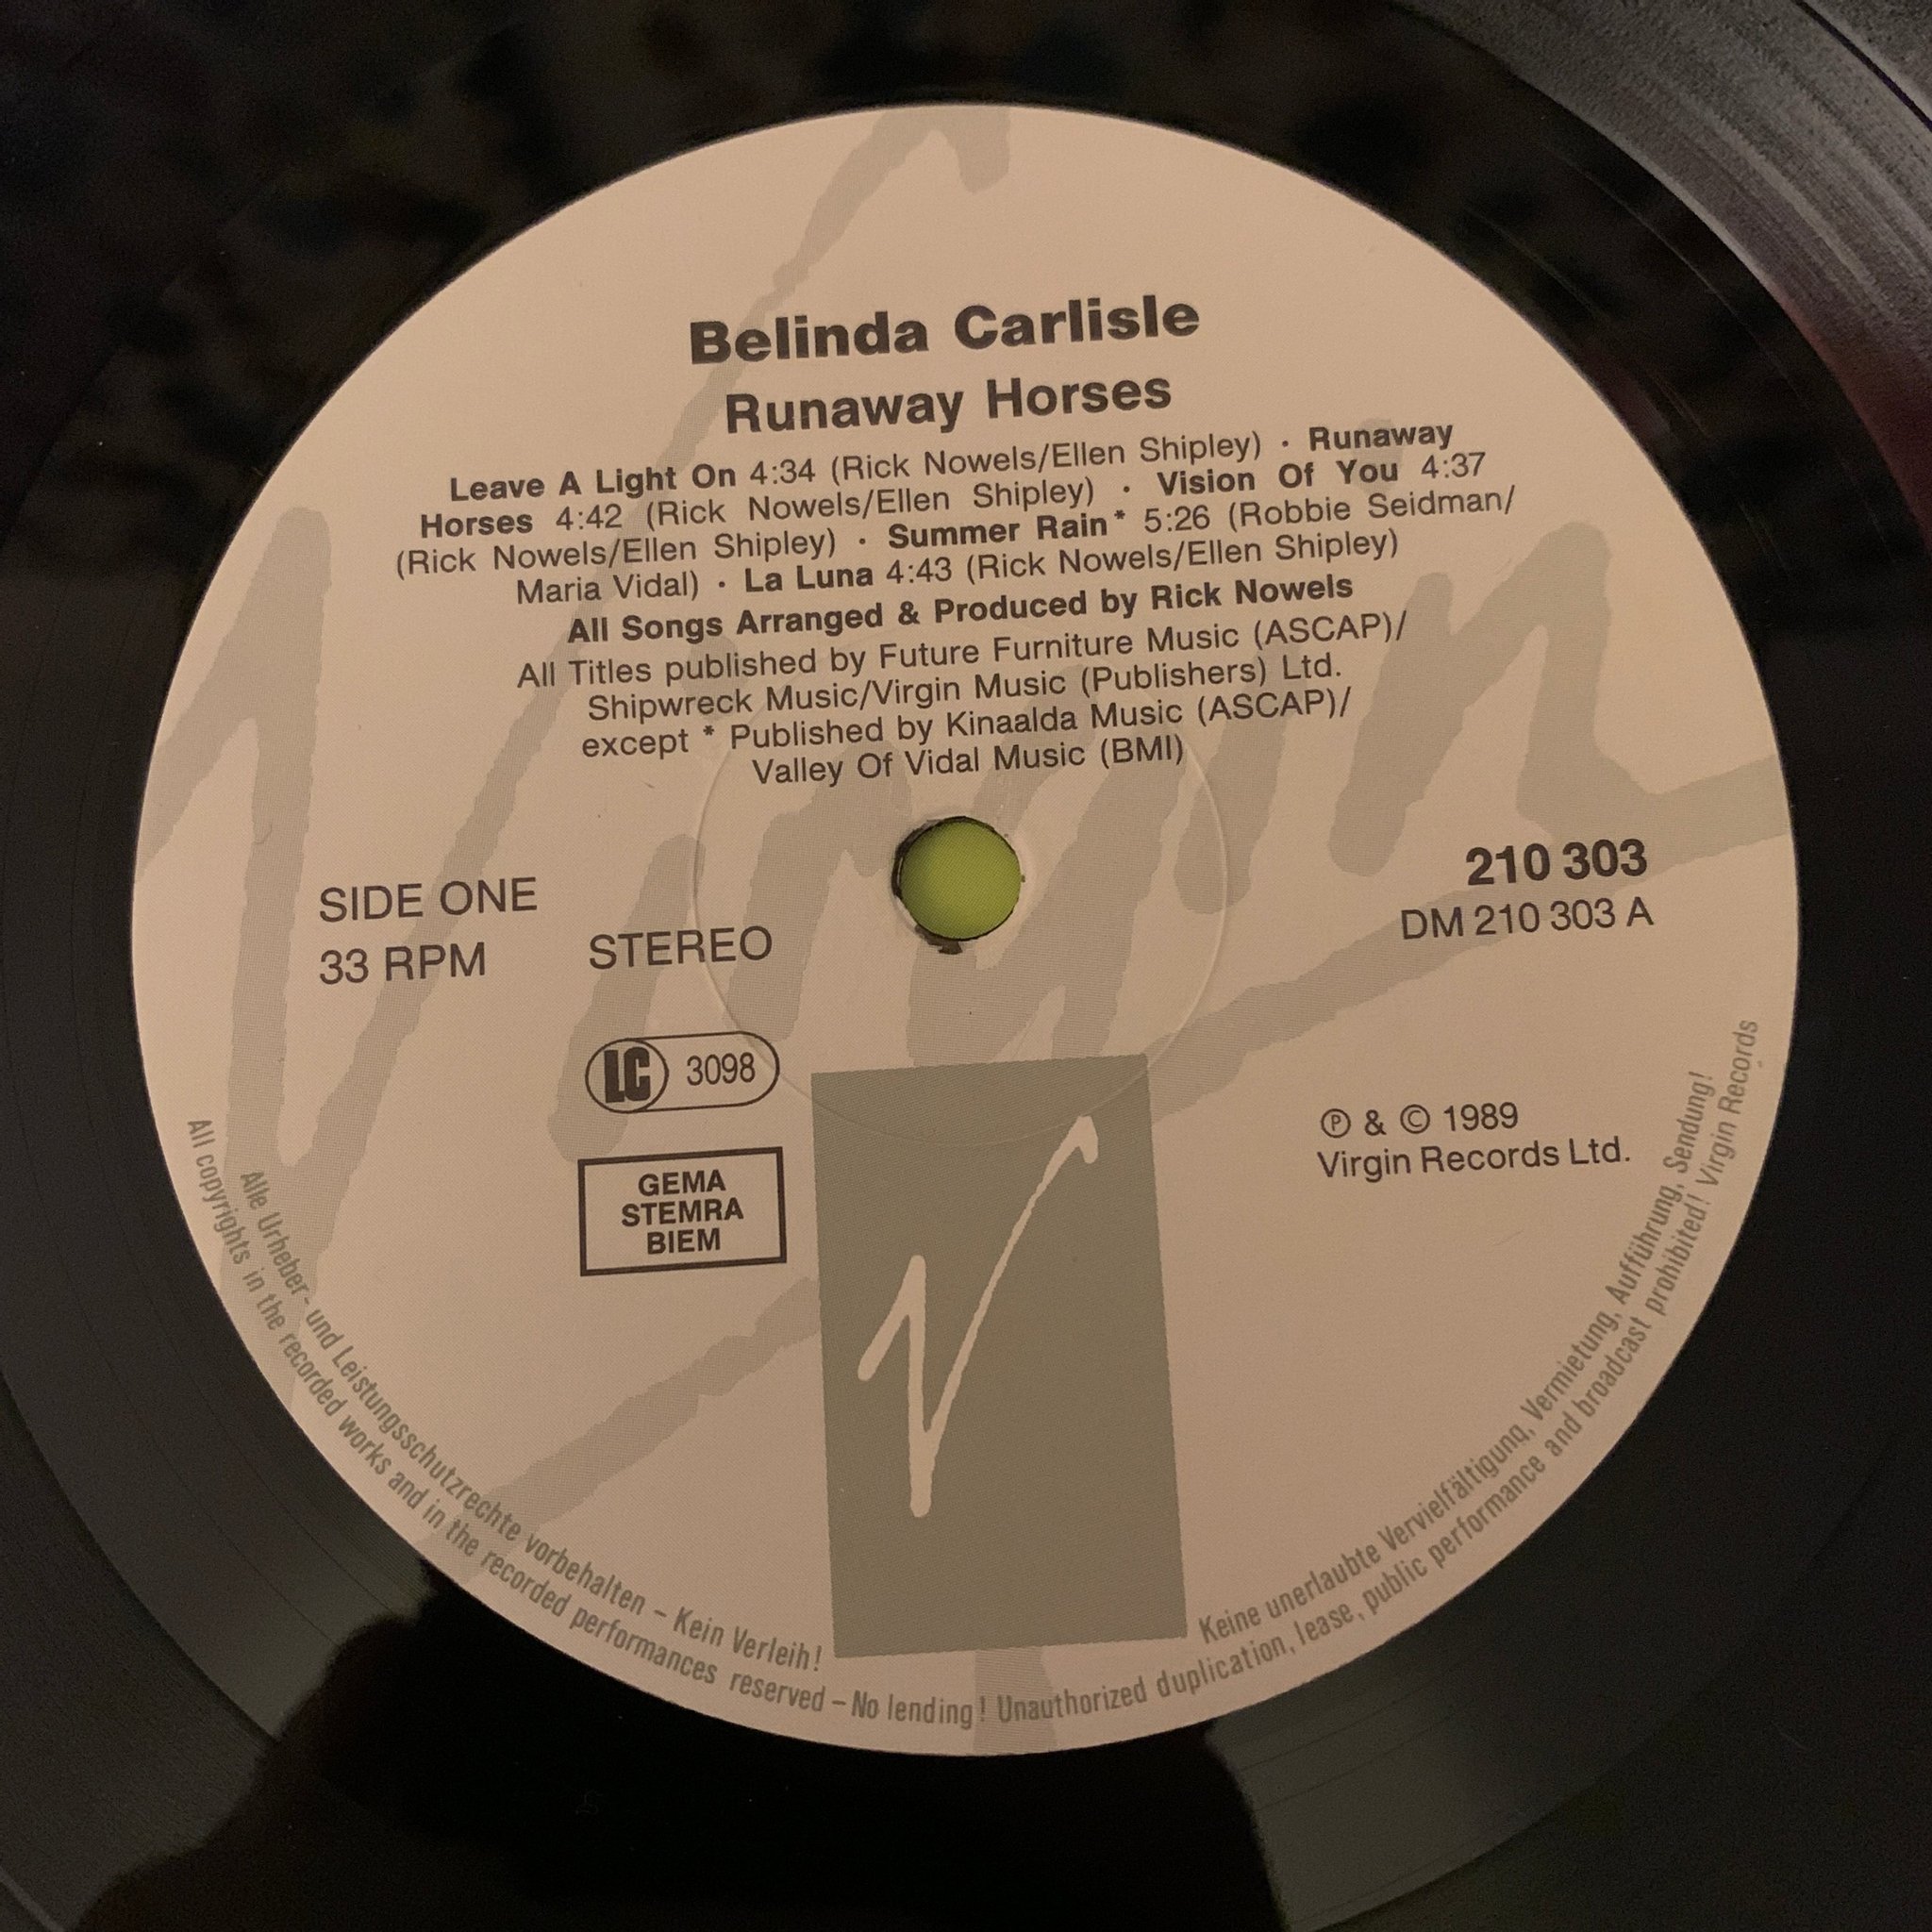 Belinda Carlisle
Runaway Horses
Leave A Light On 4:34 (Rick Nowels/Ellen Shipley) · Runaway
Horses 4:42 (Rick Nowels/Ellen Shipley) · Vision Of You 4:37
(Rick Nowels/Ellen Shipley) · Summer Rain* 5:26 (Robbie Seidman/
Maria Vidal) · La Luna 4:43 (Rick Nowels/Ellen Shipley)
All Songs Arranged & Produced by Rick Nowels
All Titles published by Future Furniture Music (ASCAP)/
Shipwreck Music/Virgin Music (Publishers) Ltd.
except * Published by Kinaalda Music (ASCAP)/
Valley Of Vidal Music (BMI)
Virgin
SIDE ONE
33 RPM
STEREO
210 303
DM 210 303 A
LC 3098
GEMA
STEMRA
BIEM
V
℗ & © 1989
Virgin Records Ltd.
Alle Urheber- und Leistungsschutzrechte vorbehalten – Kein Verleih! Keine unerlaubte Vervielfältigung, Vermietung, Aufführung, Sendung!
All copyrights in the recorded works and in the recorded performances reserved – No lending! Unauthorized duplication, lease, public performance and broadcast prohibited! Virgin Records